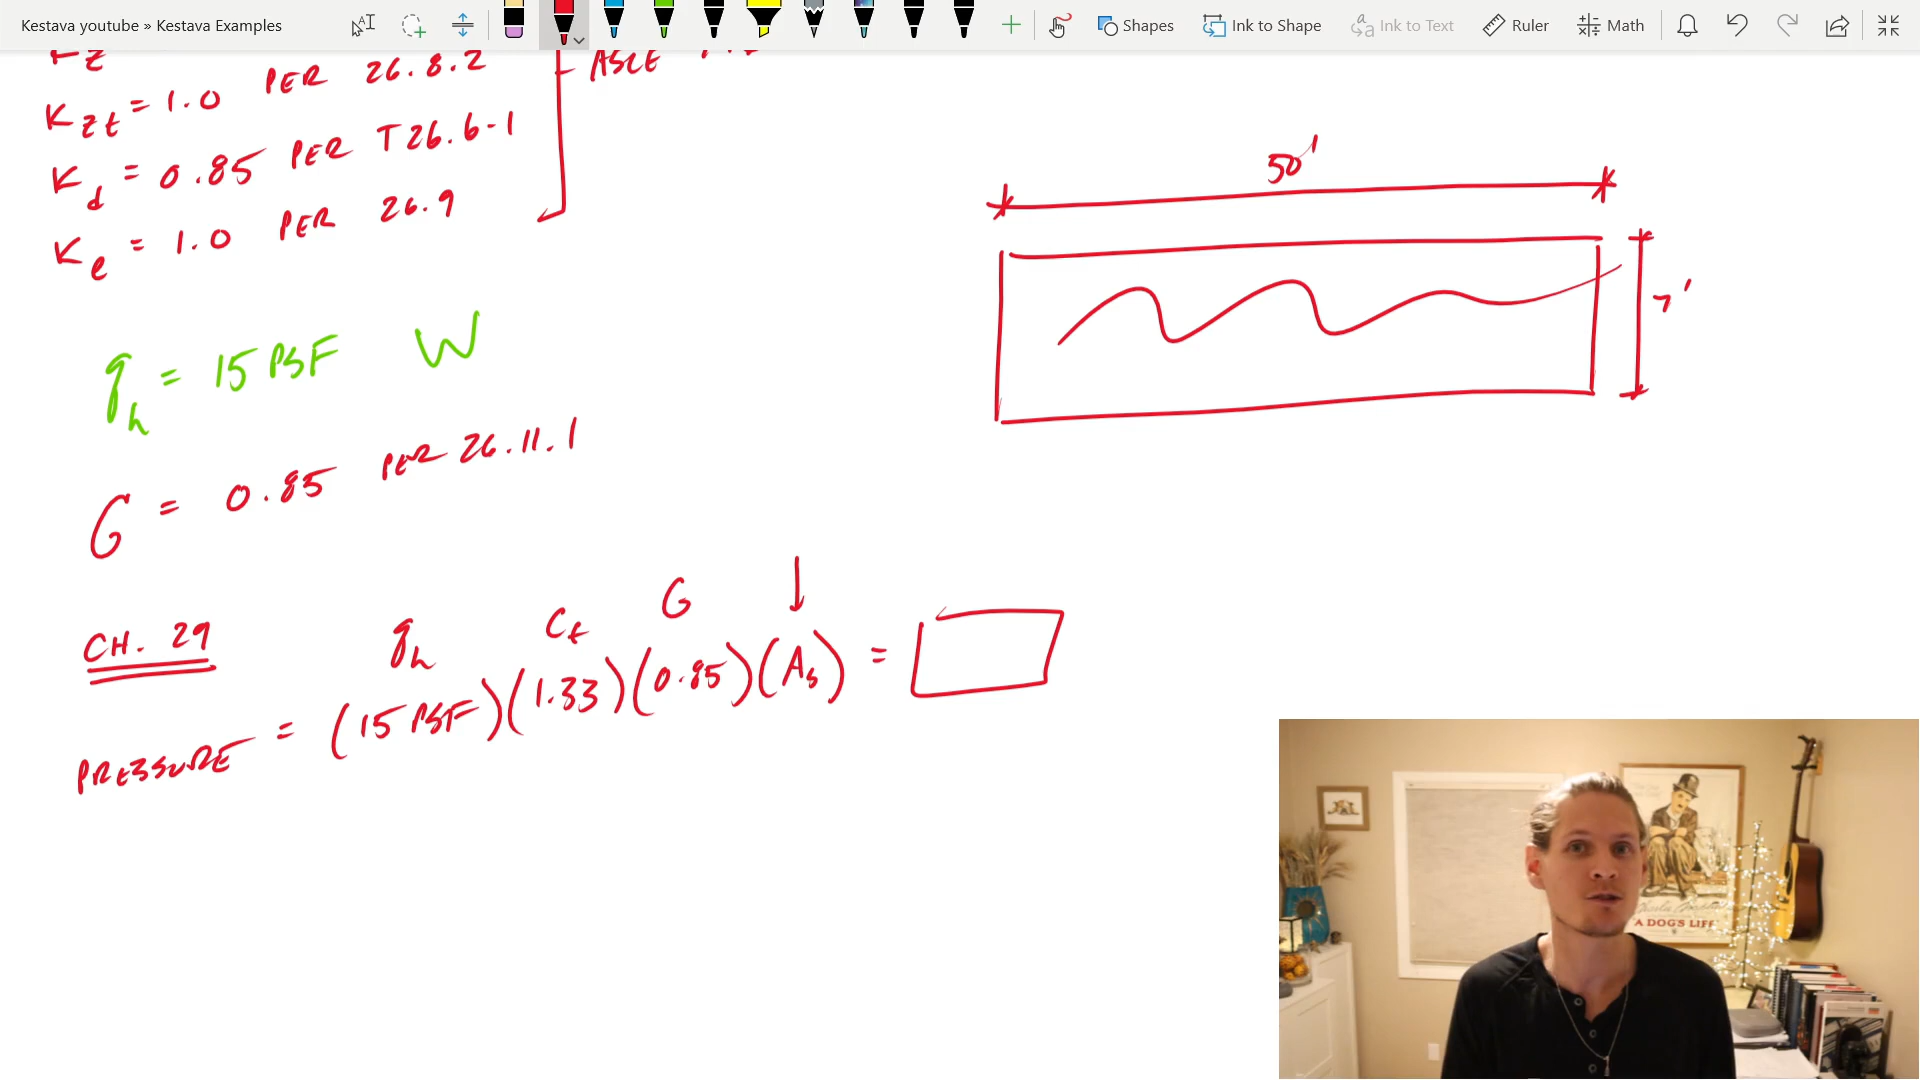 Kestava youtube » Kestava Examples
Shapes
Ink to Shape
Ink to Text
Ruler
Math
Kz
ASCE
Kzt = 1.0 PER 26.8.2
Kd = 0.85 PER T26.6-1
Ke = 1.0 PER 26.9
50'
7'
qh = 15 PSF W
G = 0.85 PER 26.11.1
CH. 29
qh Cf G
PRESSURE = (15 PSF)(1.33)(0.85)(As) =
A DOG'S LIFE